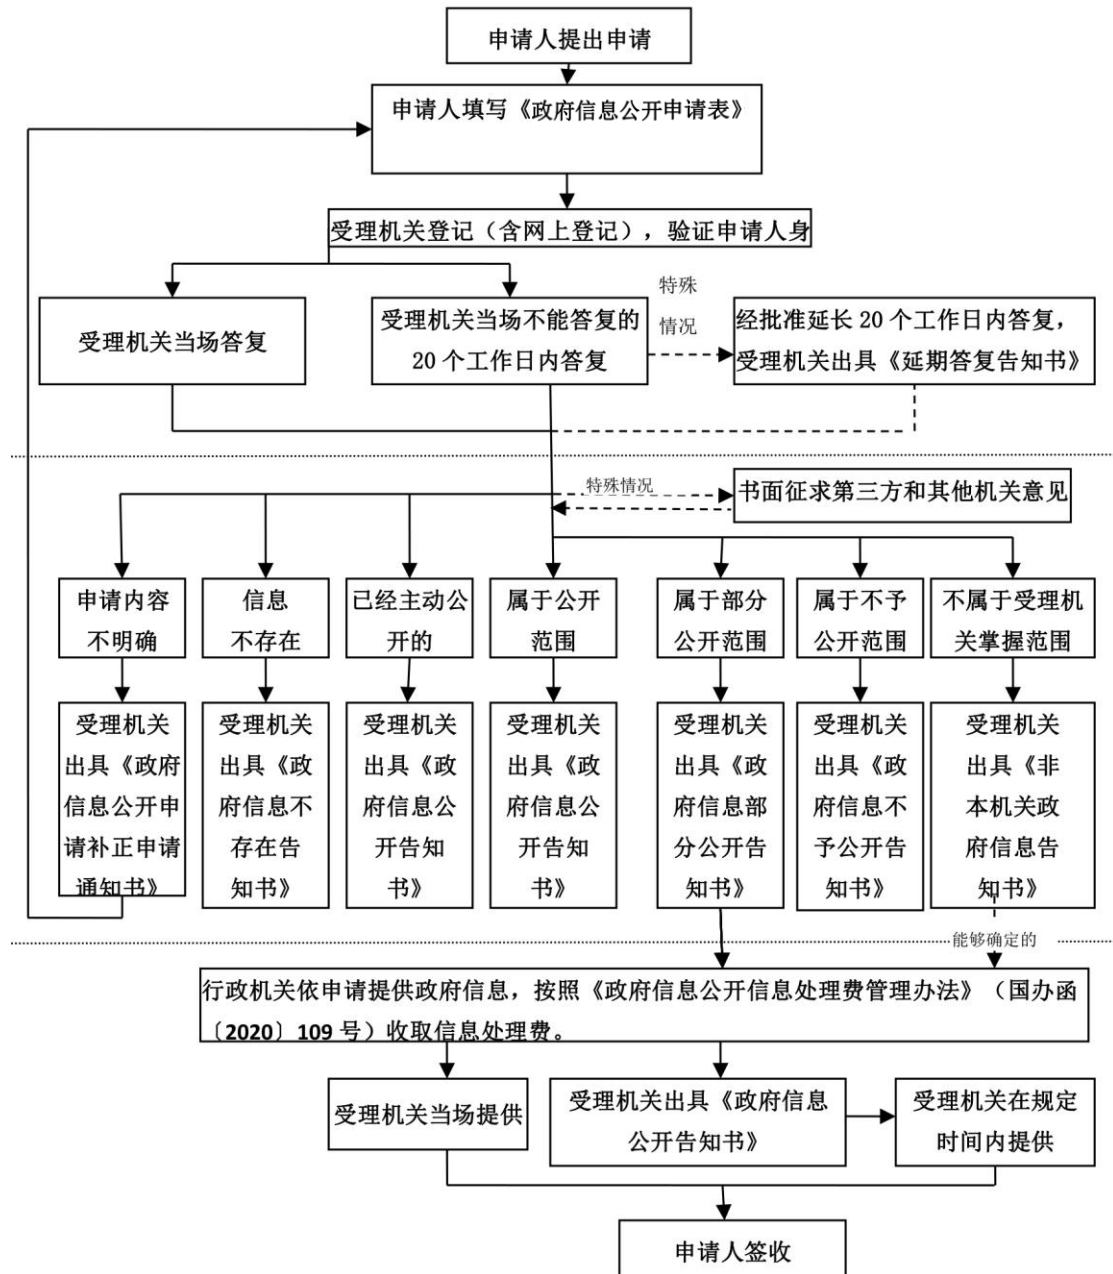 申请人提出申请
申请人填写《政府信息公开申请表》
受理机关登记（含网上登记），验证申请人身
特殊
情况
受理机关当场答复
受理机关当场不能答复的
20 个工作日内答复
经批准延长 20 个工作日内答复，
受理机关出具《延期答复告知书》
特殊情况
书面征求第三方和其他机关意见
申请内容
不明确
信息
不存在
已经主动公
开的
属于公开
范围
属于部分
公开范围
属于不予
公开范围
不属于受理机
关掌握范围
受理机关
出具《政府
信息公开申
请补正申请
通知书》
受理机关
出具《政
府信息不
存在告
知书》
受理机关
出具《政
府信息公
开告知
书》
受理机关
出具《政
府信息公
开告知
书》
受理机关
出具《政
府信息部
分公开告
知书》
受理机关
出具《政
府信息不
予公开告
知书》
受理机关
出具《非
本机关政
府信息告
知书》
能够确定的
行政机关依申请提供政府信息，按照《政府信息公开信息处理费管理办法》（国办函
〔2020〕109 号）收取信息处理费。
受理机关当场提供
受理机关出具《政府信息
公开告知书》
受理机关在规定
时间内提供
申请人签收